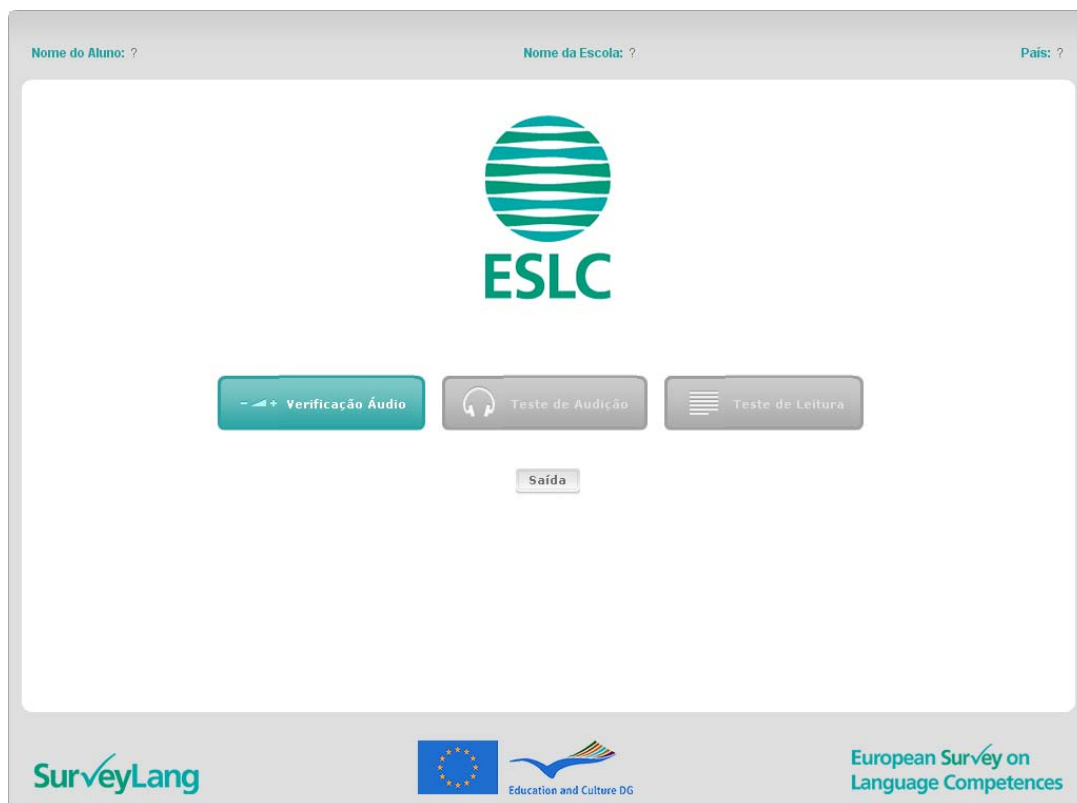 Nome do Aluno: ?
Nome da Escola: ?
País: ?
ESLC
- + Verificação Áudio
Teste de Audição
Teste de Leitura
Saída
SurveyLang
Education and Culture DG
European Survey on
Language Competences